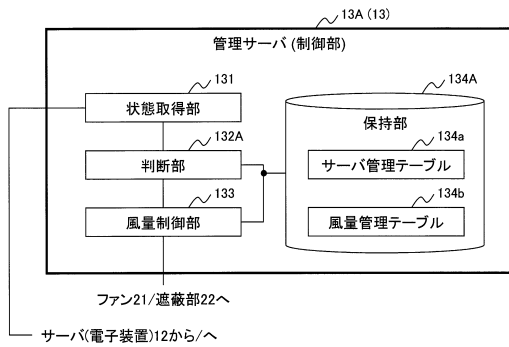 13A (13)
管理サーバ (制御部)
131
状態取得部
132A
判断部
133
風量制御部
134A
保持部
134a
サーバ管理テーブル
134b
風量管理テーブル
ファン21/遮蔽部22へ
サーバ(電子装置)12から/へ